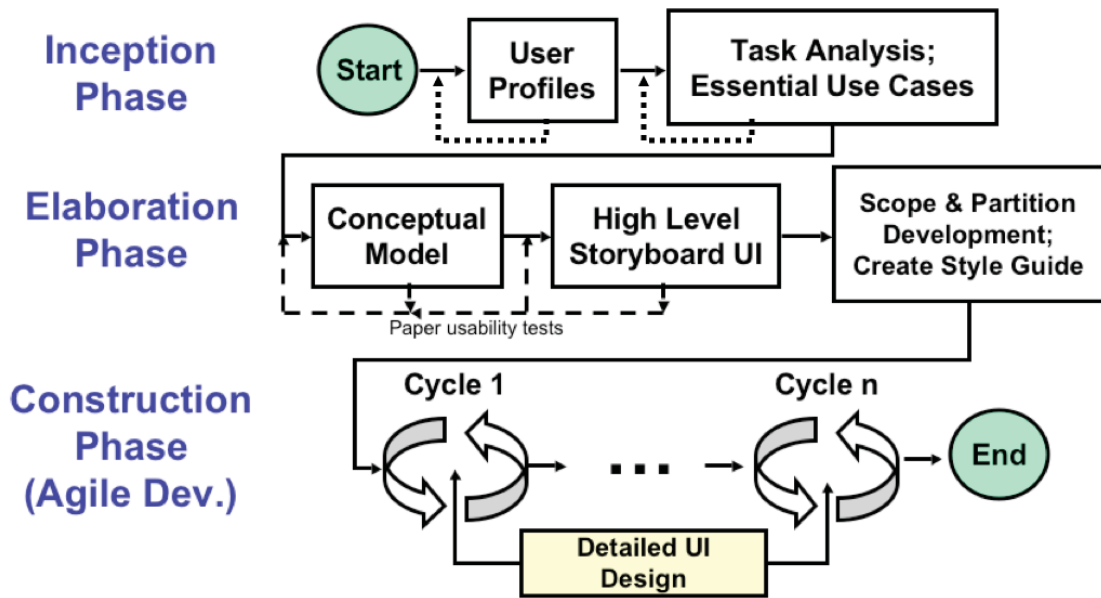 Inception
Phase
Start
User
Profiles
Task Analysis;
Essential Use Cases
Elaboration
Phase
Conceptual
Model
High Level
Storyboard UI
Scope & Partition
Development;
Create Style Guide
Paper usability tests
Construction
Phase
(Agile Dev.)
Cycle 1
...
Cycle n
End
Detailed UI
Design